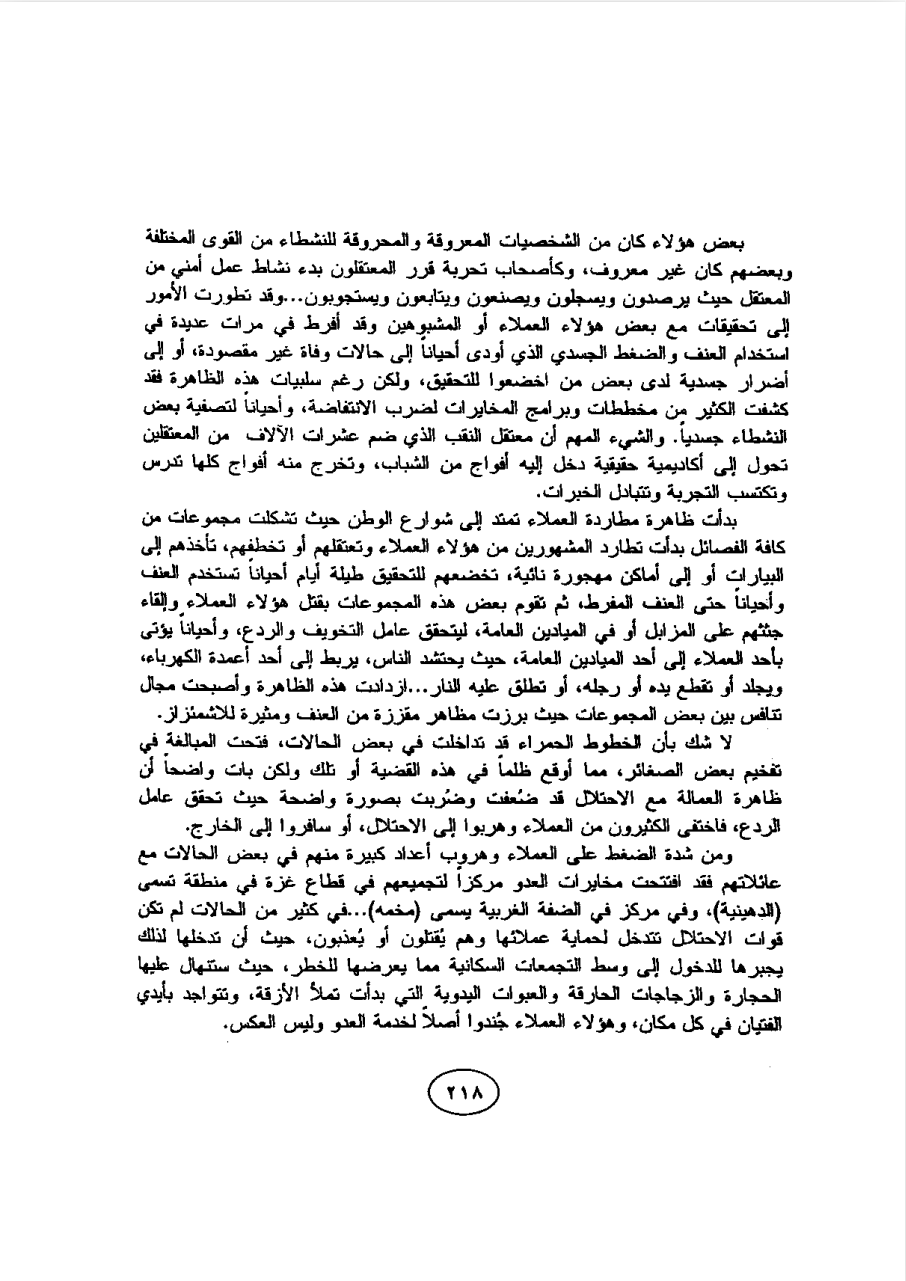 بعض هؤلاء كان من الشخصيات المعروقة والمحروقة للنشطاء من القوى المختلفة
وبعضهم كان غير معروف، وكأصحاب تحربة قرر المعتقلون بدء نشاط عمل أمني من
المعتقل حيث يرصدون ويسجلون ويصنعون ويتابعون ويستجوبون...وقد تطورت الأمور
إلى تحقيقات مع بعض هؤلاء العملاء أو المشبوهين وقد أفرط في مرات عديدة في
استخدام العنف والضغط الجسدي الذي أودى أحياناً إلى حالات وفاة غير مقصودة، أو إلى
أضرار جسدية لدى بعض من اخضعوا للتحقيق، ولكن رغم سلبيات هذه الظاهرة فقد
كشفت الكثير من مخططات وبرامج المخابرات لضرب الانتفاضة، وأحياناً لتصفية بعض
النشطاء جسدياً. والشيء المهم أن معتقل النقب الذي ضم عشرات الآلاف من المعتقلين
تحول إلى أكاديمية حقيقية دخل إليه أفواج من الشباب، وتخرج منه أفواج كلها تدرس
وتكتسب التجربة وتتبادل الخبرات.
بدأت ظاهرة مطاردة العملاء تمتد إلى شوارع الوطن حيث تشكلت مجموعات من
كافة الفصائل بدأت تطارد المشهورين من هؤلاء العملاء وتعتقلهم أو تخطفهم، تأخذهم إلى
البيارات أو إلى أماكن مهجورة نائية، تخضعهم للتحقيق طيلة أيام أحياناً تستخدم العنف
وأحياناً حتى العنف المفرط، ثم تقوم بعض هذه المجموعات بقتل هؤلاء العملاء وإلقاء
جثثهم على المزابل أو في الميادين العامة، ليتحقق عامل التخويف والردع، وأحياناً يؤتى
بأحد العملاء إلى أحد الميادين العامة، حيث يحتشد الناس، يربط إلى أحد أعمدة الكهرباء،
ويجلد أو تقطع يده أو رجله، أو تطلق عليه النار...ازدادت هذه الظاهرة وأصبحت مجال
تنافس بين بعض المجموعات حيث برزت مظاهر مقززة من العنف ومثيرة للاشمئزاز.
لا شك بأن الخطوط الحمراء قد تداخلت في بعض الحالات، فتحت المبالغة في
تفخيم بعض الصغائر، مما أوقع ظلماً في هذه القضية أو تلك ولكن بات واضحاً أن
ظاهرة العمالة مع الاحتلال قد ضُعفت وضُربت بصورة واضحة حيث تحقق عامل
الردع، فاختفى الكثيرون من العملاء وهربوا إلى الاحتلال، أو سافروا إلى الخارج.
ومن شدة الضغط على العملاء وهروب أعداد كبيرة منهم في بعض الحالات مع
عائلاتهم فقد افتتحت مخابرات العدو مركزاً لتجميعهم في قطاع غزة في منطقة تسمى
(الدهينية)، وفي مركز في الضفة الغربية يسمى (مخمه)...في كثير من الحالات لم تكن
قوات الاحتلال تتدخل لحماية عملائها وهم يُقتلون أو يُعذبون، حيث أن تدخلها لذلك
يجبرها للدخول إلى وسط التجمعات السكانية مما يعرضها للخطر، حيث ستنهال عليها
الحجارة والزجاجات الحارقة والعبوات اليدوية التي بدأت تملأ الأزقة، وتتواجد بأيدي
الفتيان في كل مكان، وهؤلاء العملاء جُندوا أصلاً لخدمة العدو وليس العكس.
٢١٨